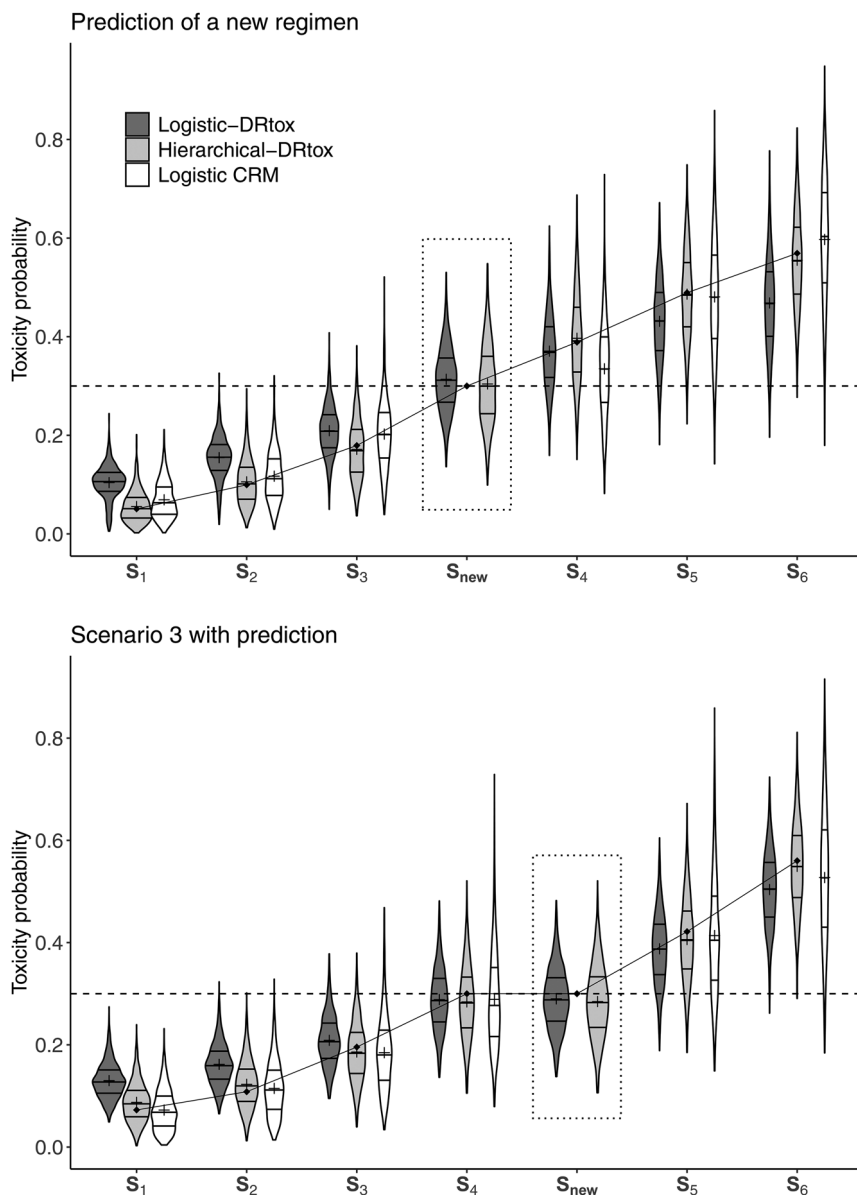 Prediction of a new regimen
0.8
0.6
0.4
0.2
0.0
Toxicity probability
Logistic−DRtox
Hierarchical−DRtox
Logistic CRM
S1 S2 S3 Snew S4 S5 S6
Scenario 3 with prediction
0.8
0.6
0.4
0.2
0.0
Toxicity probability
S1 S2 S3 S4 Snew S5 S6